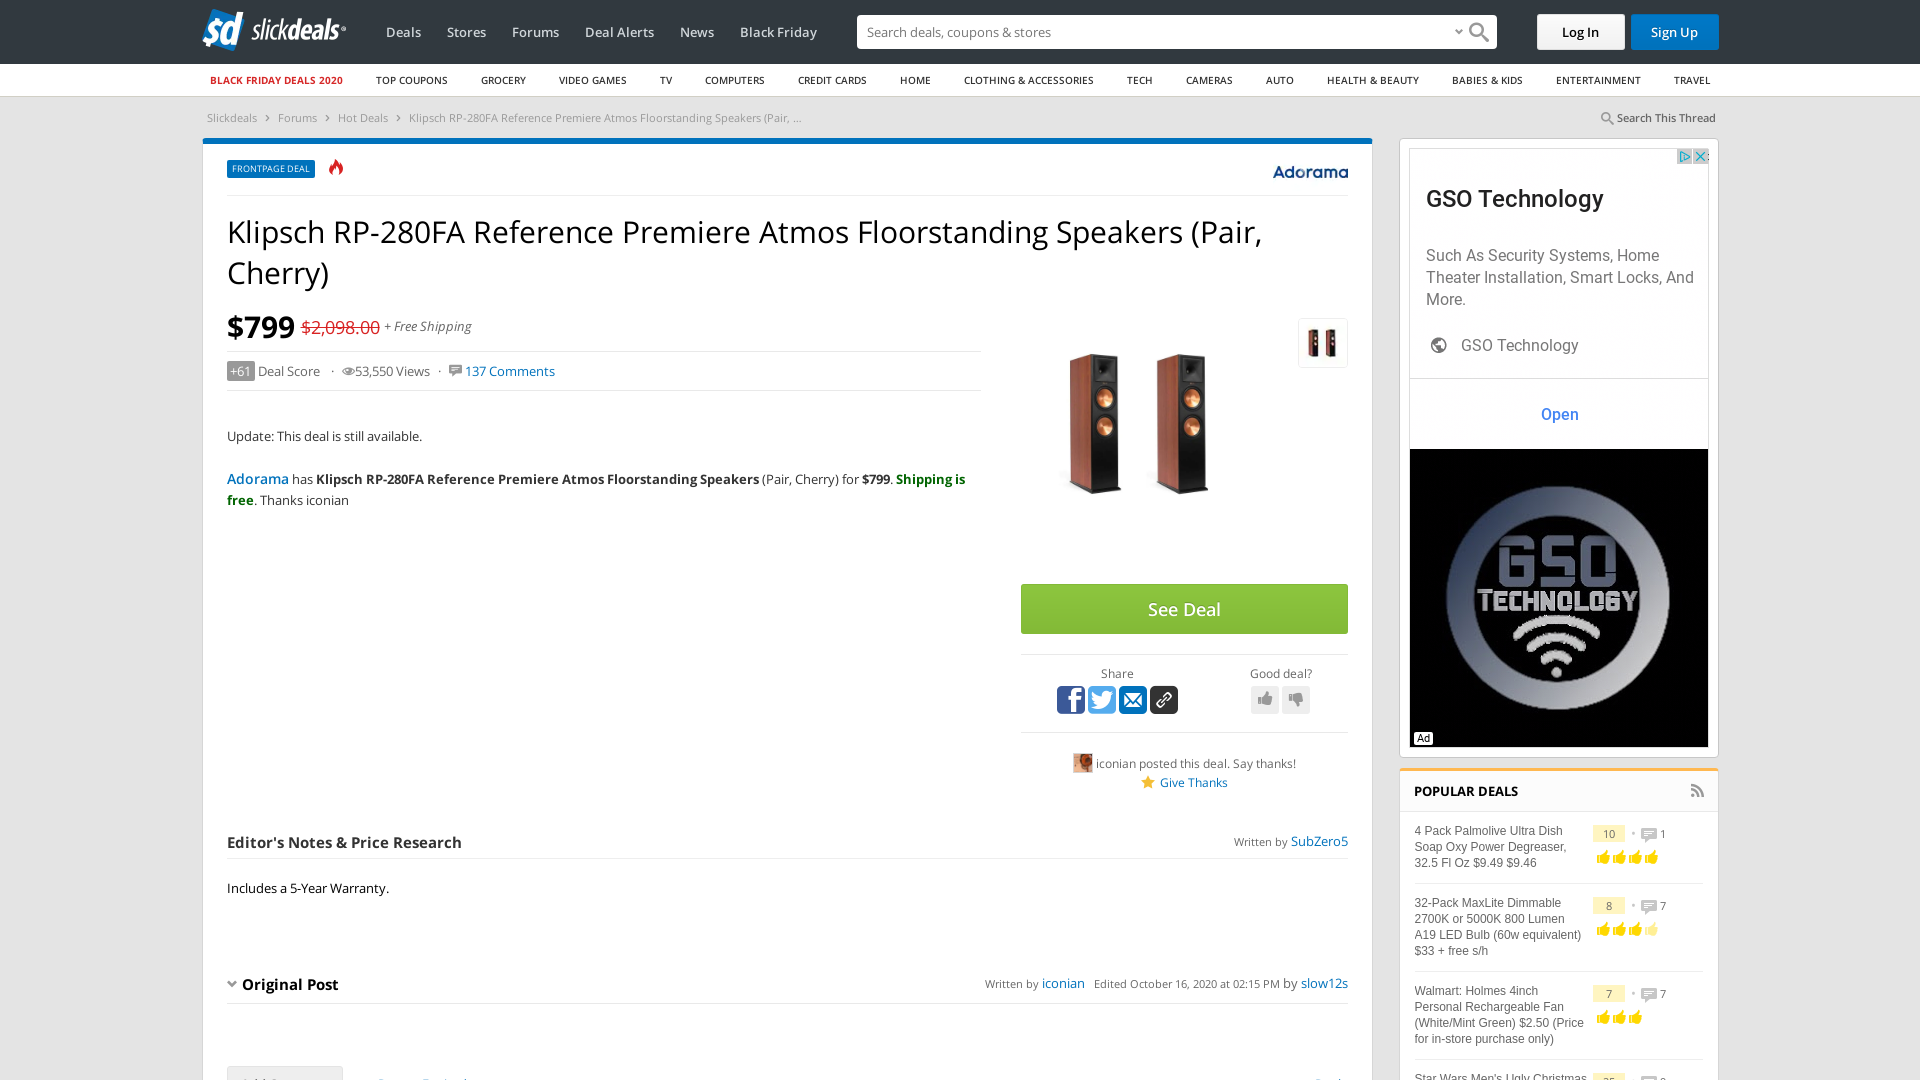 sd slickdeals
Deals
Stores
Forums
Deal Alerts
News
Black Friday
Search deals, coupons & stores
Log In
Sign Up
BLACK FRIDAY DEALS 2020
TOP COUPONS
GROCERY
VIDEO GAMES
TV
COMPUTERS
CREDIT CARDS
HOME
CLOTHING & ACCESSORIES
TECH
CAMERAS
AUTO
HEALTH & BEAUTY
BABIES & KIDS
ENTERTAINMENT
TRAVEL
Slickdeals › Forums › Hot Deals › Klipsch RP-280FA Reference Premiere Atmos Floorstanding Speakers (Pair, ...
Search This Thread
FRONTPAGE DEAL
Adorama
Klipsch RP-280FA Reference Premiere Atmos Floorstanding Speakers (Pair,
Cherry)
$799 $2,098.00 + Free Shipping
+61 Deal Score · 53,550 Views · 137 Comments
Update: This deal is still available.
Adorama has Klipsch RP-280FA Reference Premiere Atmos Floorstanding Speakers (Pair, Cherry) for $799. Shipping is
free. Thanks iconian
See Deal
Share
Good deal?
iconian posted this deal. Say thanks!
Give Thanks
Editor's Notes & Price Research
Written by SubZero5
Includes a 5-Year Warranty.
Original Post
Written by iconian Edited October 16, 2020 at 02:15 PM by slow12s
GSO Technology
Such As Security Systems, Home
Theater Installation, Smart Locks, And
More.
GSO Technology
Open
GSO
TECHNOLOGY
Ad
POPULAR DEALS
4 Pack Palmolive Ultra Dish
Soap Oxy Power Degreaser,
32.5 Fl Oz $9.49 $9.46
10 • 1
32-Pack MaxLite Dimmable
2700K or 5000K 800 Lumen
A19 LED Bulb (60w equivalent)
$33 + free s/h
8 • 7
Walmart: Holmes 4inch
Personal Rechargeable Fan
(White/Mint Green) $2.50 (Price
for in-store purchase only)
7 • 7
Star Wars Men's Ugly Christmas